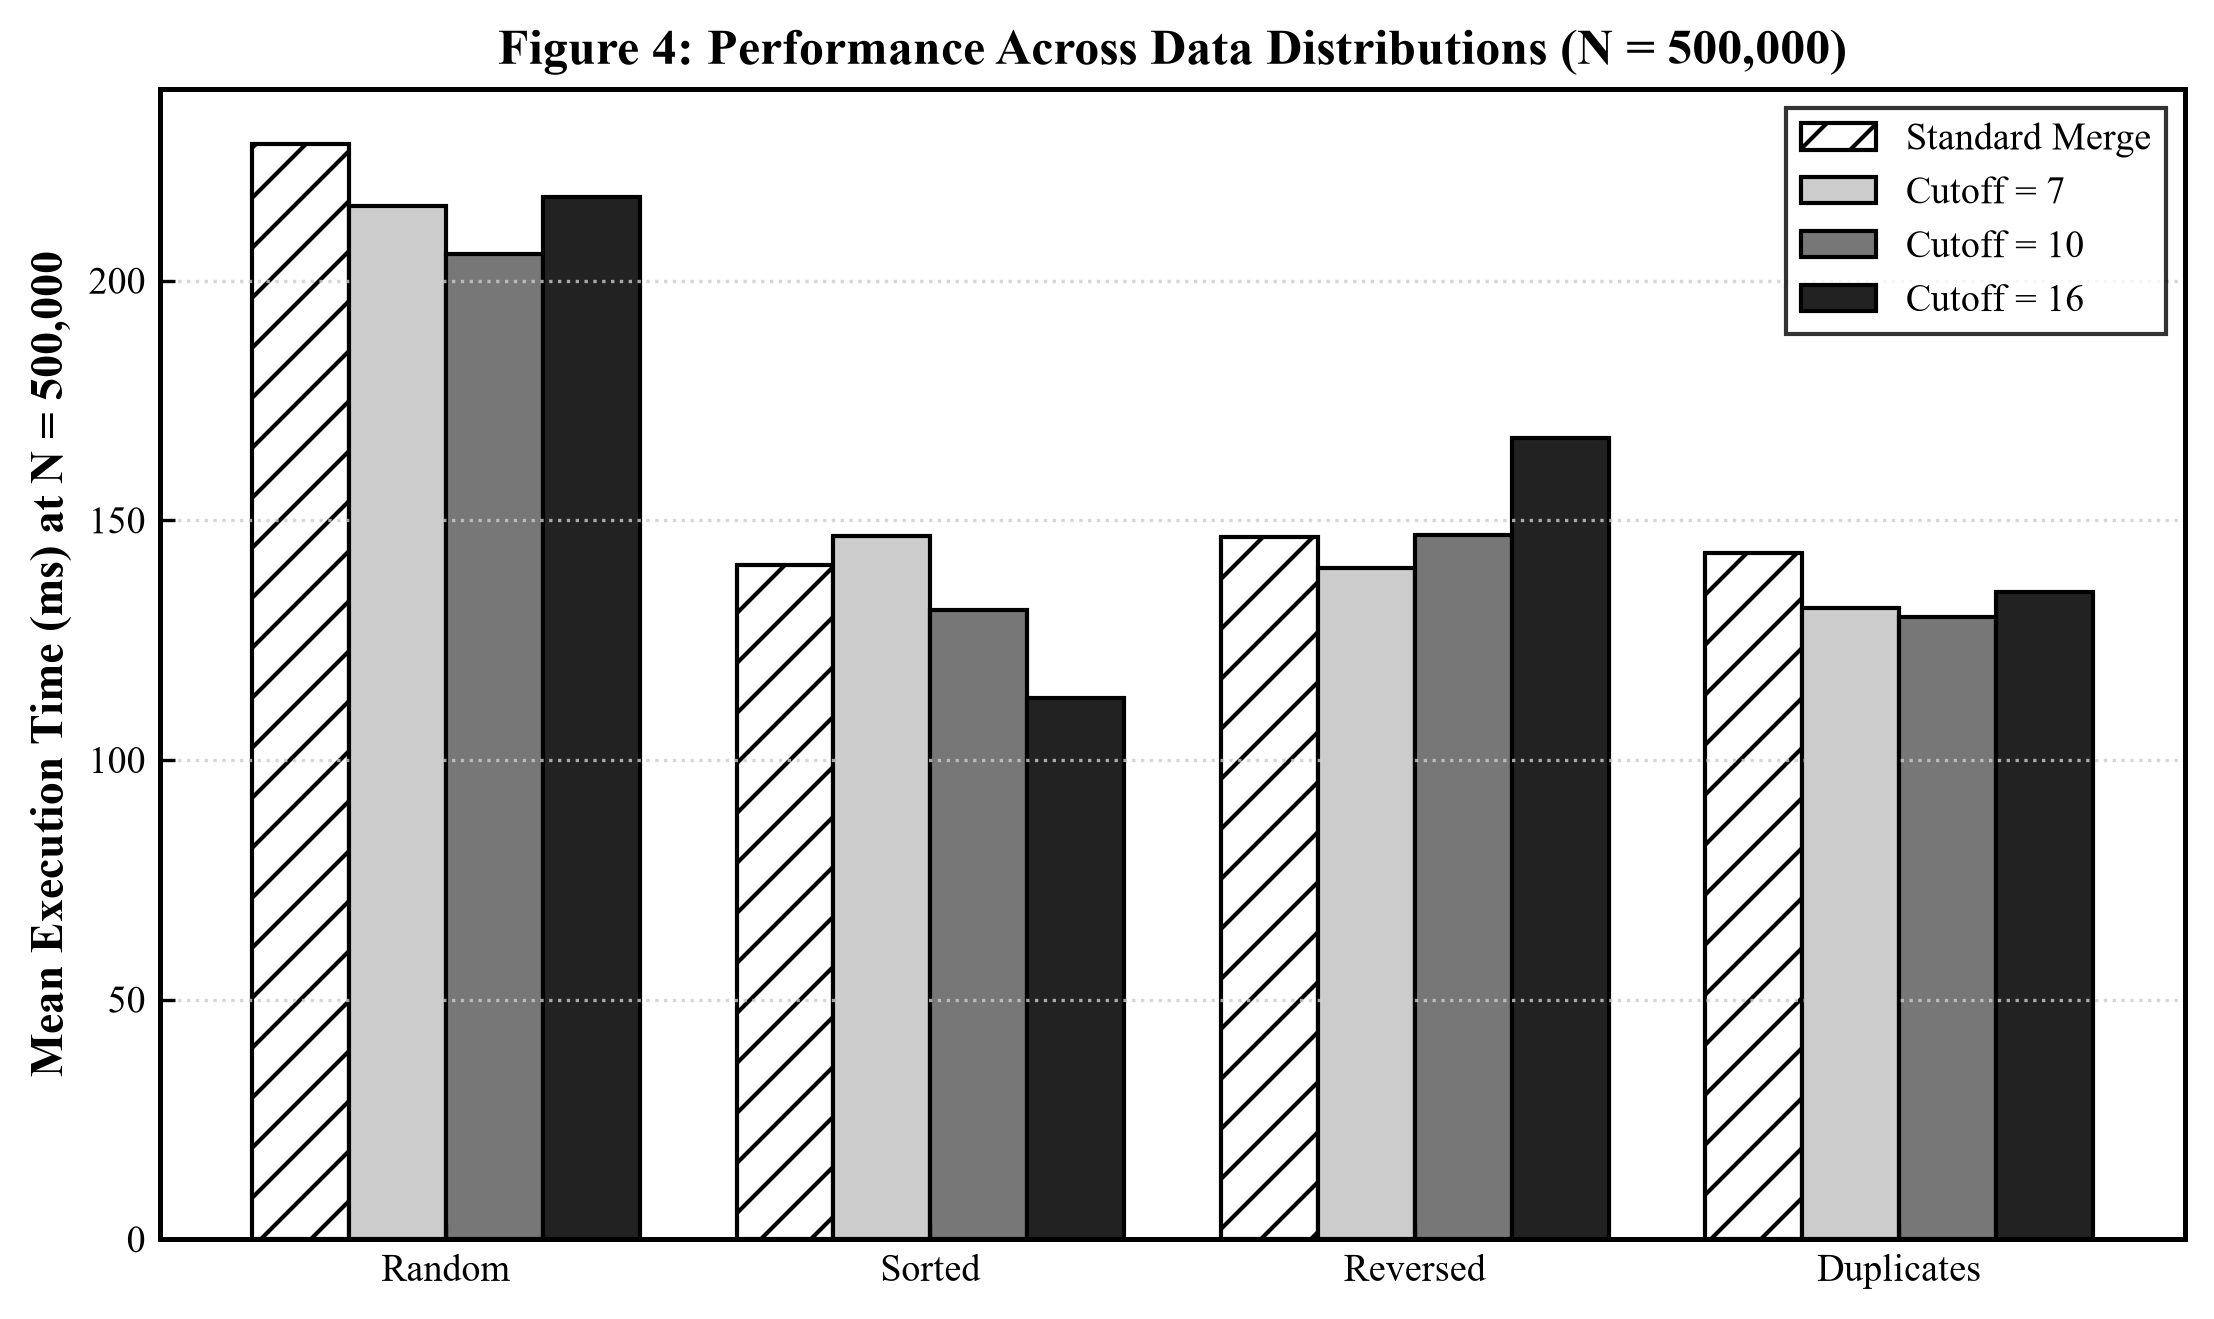 Figure 4: Performance Across Data Distributions (N = 500,000)
Mean Execution Time (ms) at N = 500,000
200
150
100
50
0
Standard Merge
Cutoff = 7
Cutoff = 10
Cutoff = 16
Random
Sorted
Reversed
Duplicates